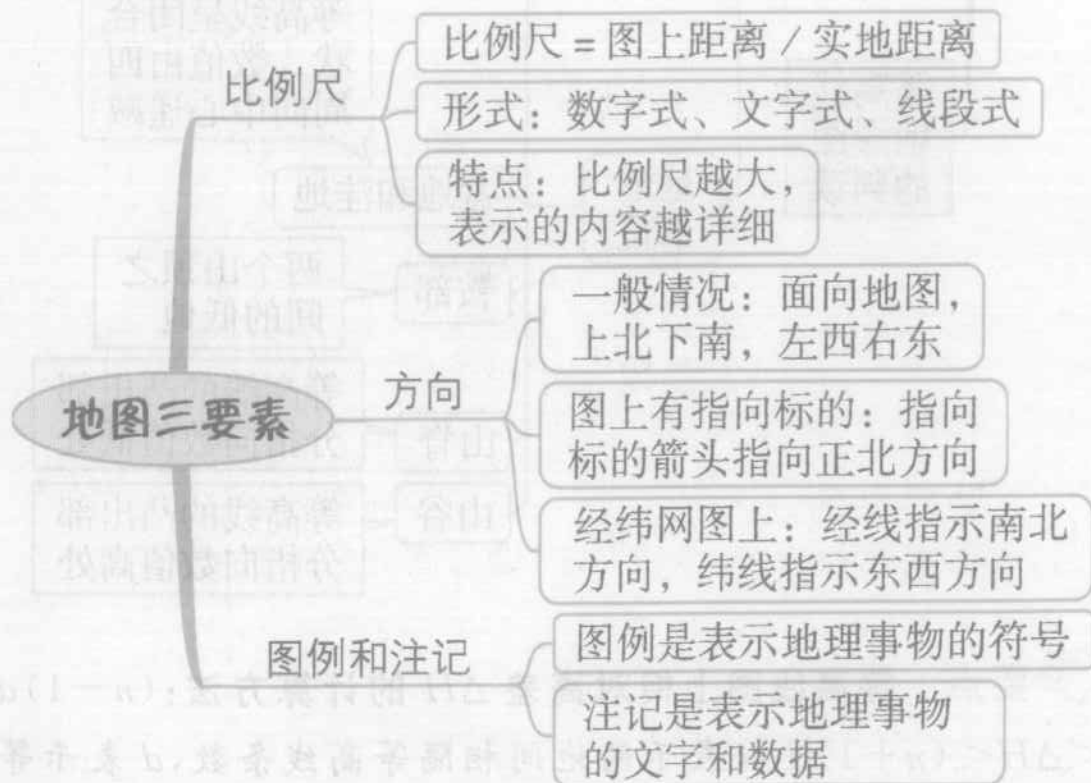 比例尺
比例尺 = 图上距离 / 实地距离
形式：数字式、文字式、线段式
特点：比例尺越大，
表示的内容越详细
地图三要素
方向
一般情况：面向地图，
上北下南，左西右东
图上有指向标的：指向
标的箭头指向正北方向
经纬网图上：经线指示南北
方向，纬线指示东西方向
图例和注记
图例是表示地理事物的符号
注记是表示地理事物
的文字和数据